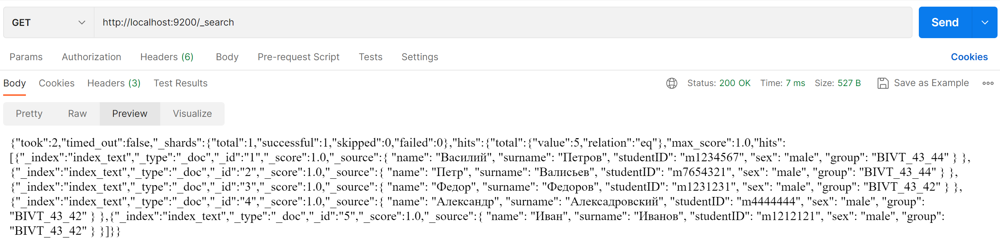 GET http://localhost:9200/_search Send
Params Authorization Headers (6) Body Pre-request Script Tests Settings Cookies
Body Cookies Headers (3) Test Results Status: 200 OK Time: 7 ms Size: 527 B Save as Example
Pretty Raw Preview Visualize
{"took":2,"timed_out":false,"_shards":{"total":1,"successful":1,"skipped":0,"failed":0},"hits":{"total":{"value":5,"relation":"eq"},"max_score":1.0,"hits":
[{"_index":"index_text","_type":"_doc","_id":"1","_score":1.0,"_source":{ "name": "Василий", "surname": "Петров", "studentID": "m1234567", "sex": "male", "group": "BIVT_43_44" } },
{"_index":"index_text","_type":"_doc","_id":"2","_score":1.0,"_source":{ "name": "Петр", "surname": "Валисьев", "studentID": "m7654321", "sex": "male", "group": "BIVT_43_44" } },
{"_index":"index_text","_type":"_doc","_id":"3","_score":1.0,"_source":{ "name": "Федор", "surname": "Федоров", "studentID": "m1231231", "sex": "male", "group": "BIVT_43_42" } },
{"_index":"index_text","_type":"_doc","_id":"4","_score":1.0,"_source":{ "name": "Александр", "surname": "Алексадровский", "studentID": "m4444444", "sex": "male", "group":
"BIVT_43_42" } },{"_index":"index_text","_type":"_doc","_id":"5","_score":1.0,"_source":{ "name": "Иван", "surname": "Иванов", "studentID": "m1212121", "sex": "male", "group":
"BIVT_43_42" } }]}}